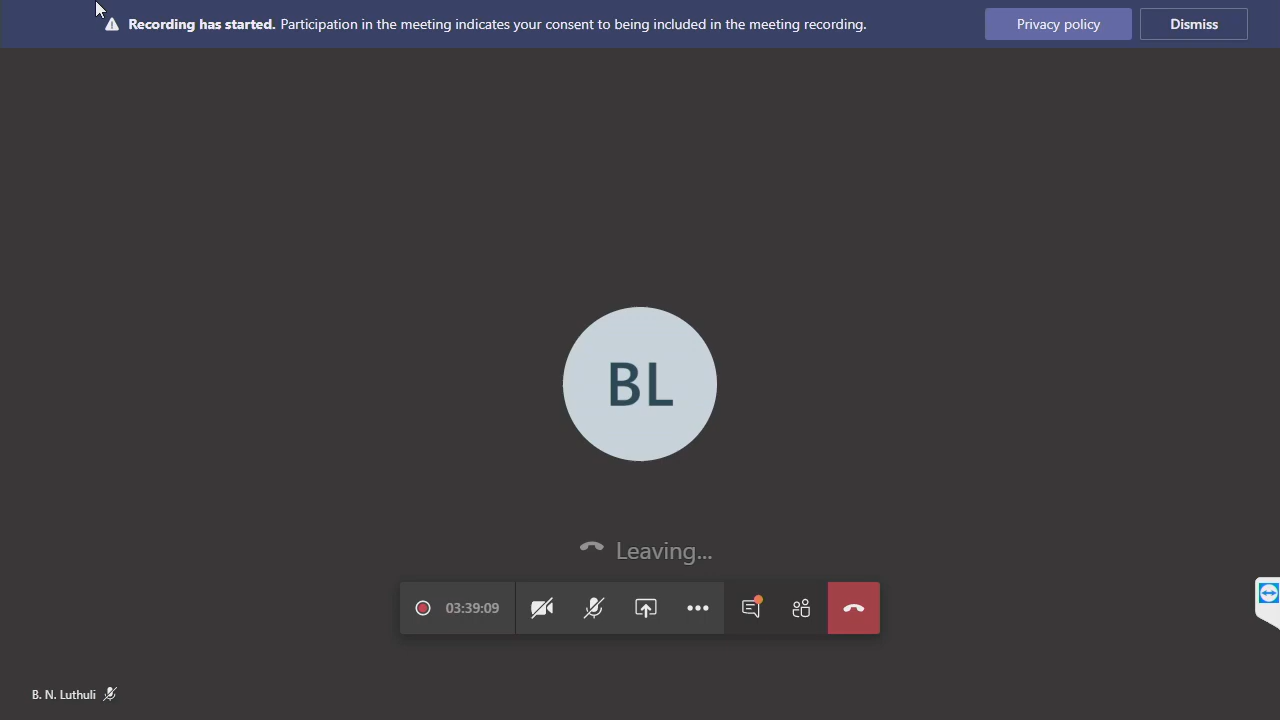 Recording has started. Participation in the meeting indicates your consent to being included in the meeting recording.
Privacy policy
Dismiss
BL
Leaving...
03:39:09
B. N. Luthuli